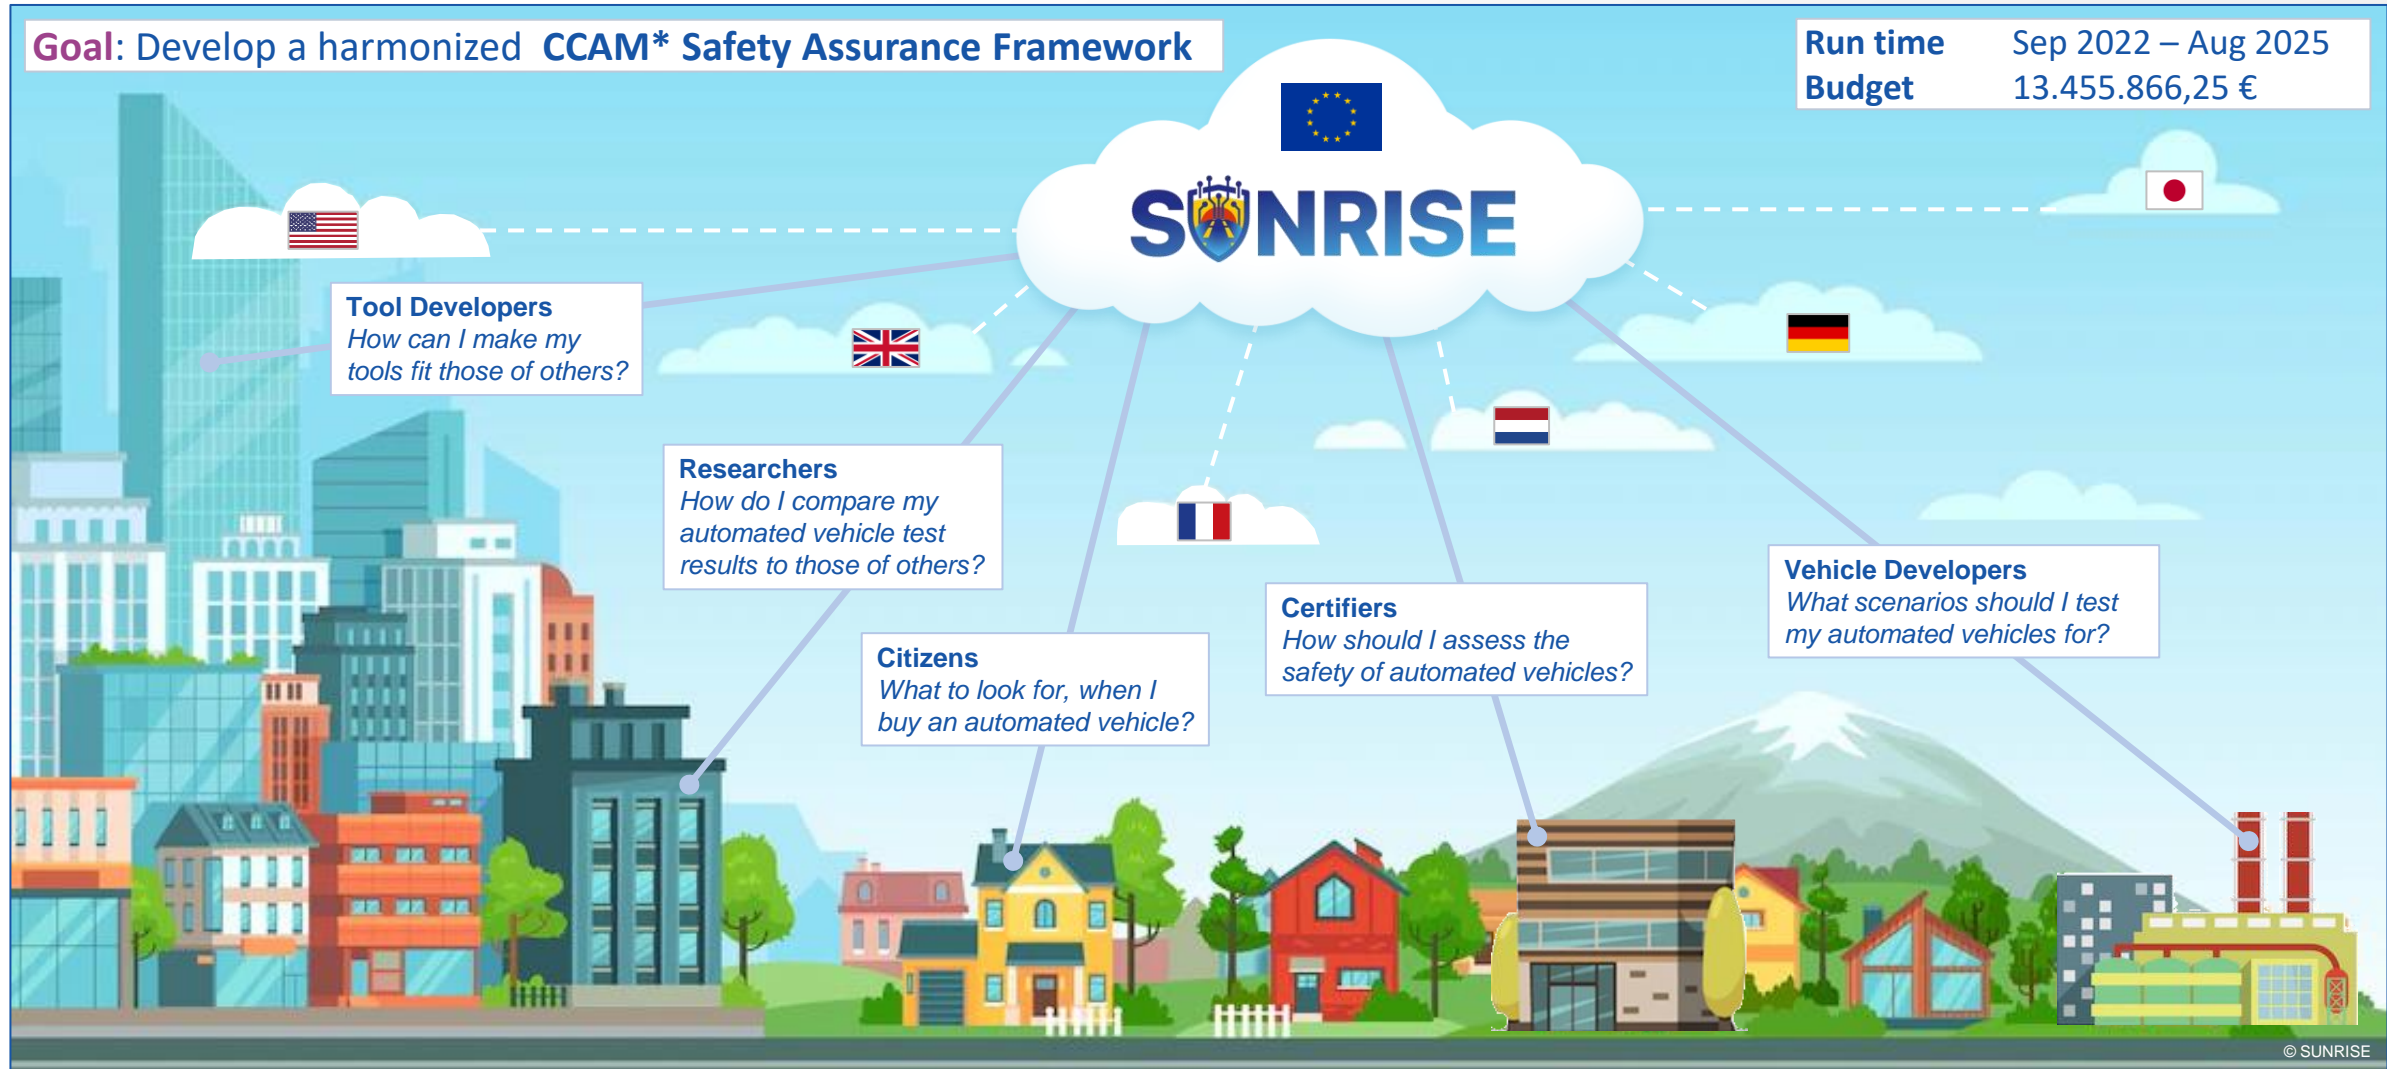 Goal: Develop a harmonized CCAM* Safety Assurance Framework
Run time Sep 2022 – Aug 2025
Budget 13.455.866,25 €
SUNRISE
Tool Developers
How can I make my
tools fit those of others?
Researchers
How do I compare my
automated vehicle test
results to those of others?
Citizens
What to look for, when I
buy an automated vehicle?
Certifiers
How should I assess the
safety of automated vehicles?
Vehicle Developers
What scenarios should I test
my automated vehicles for?
© SUNRISE